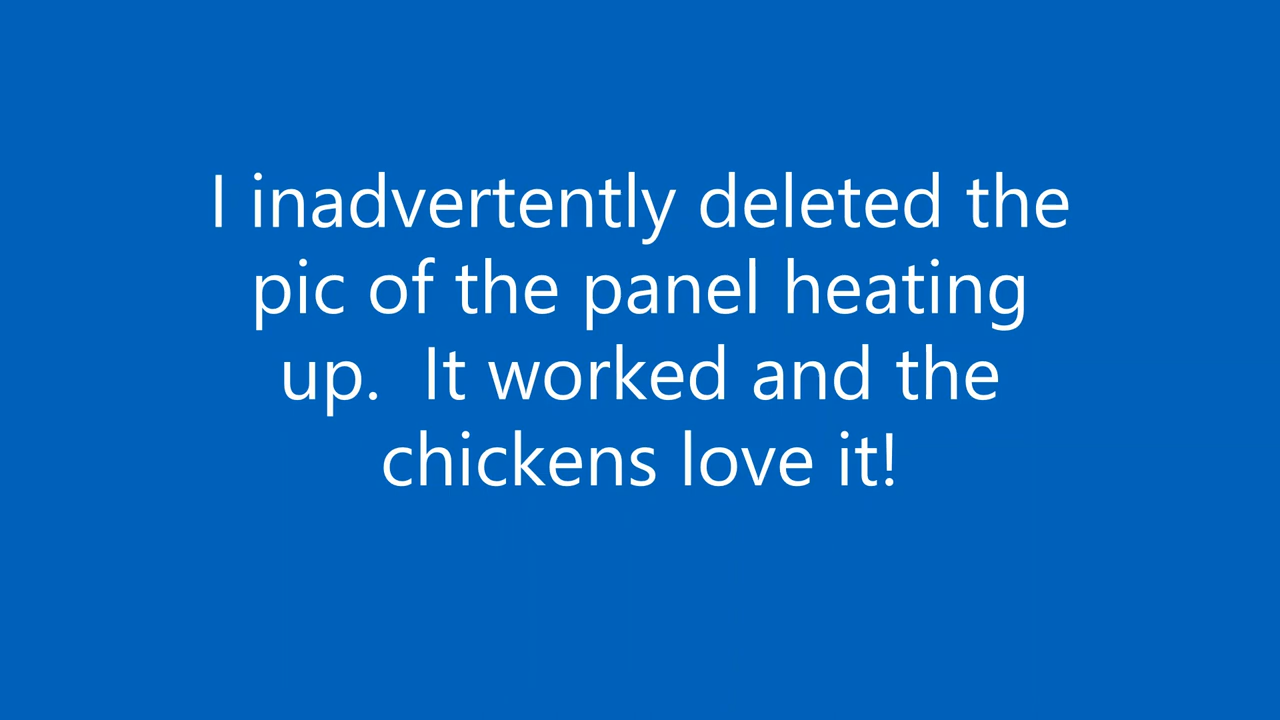 I inadvertently deleted the
pic of the panel heating
up.  It worked and the
chickens love it!